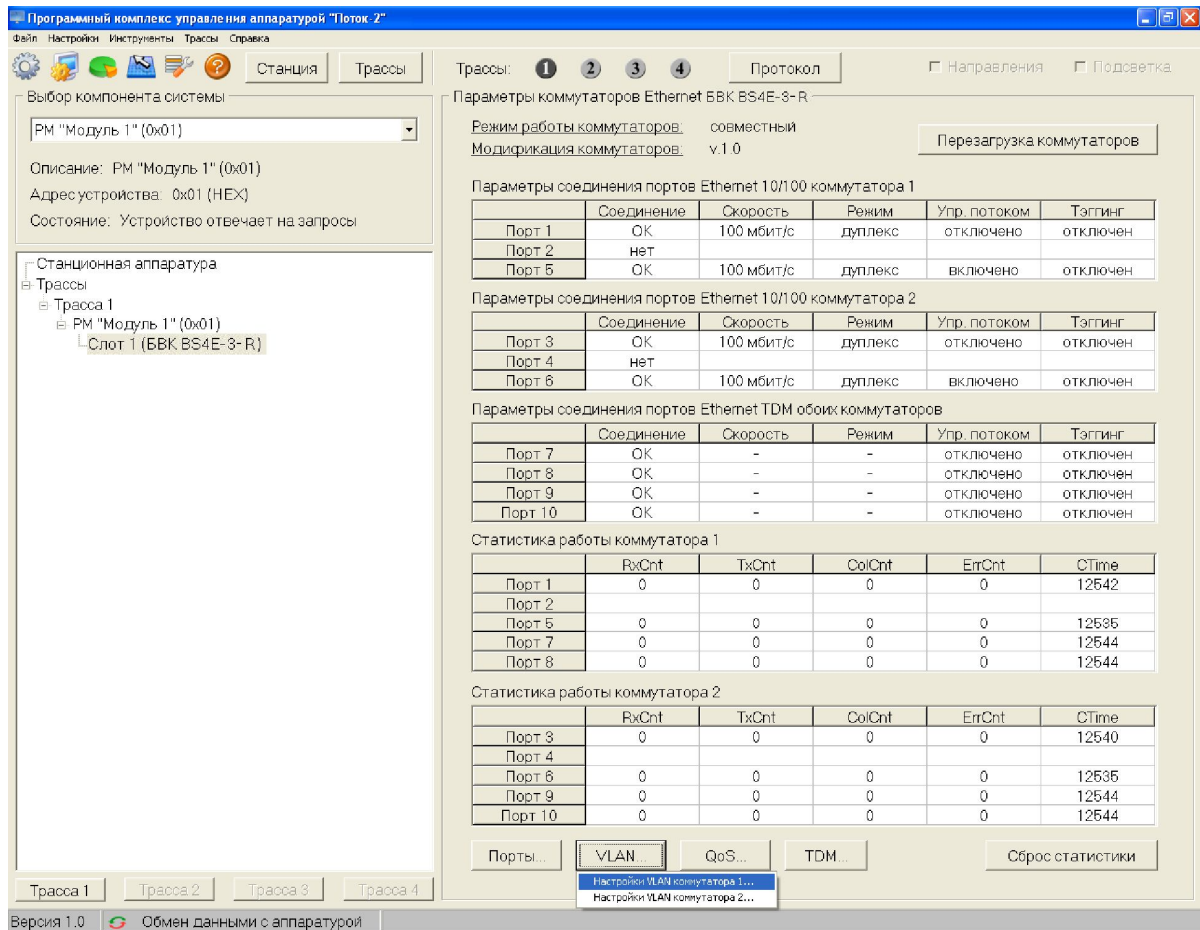 Программный комплекс управления аппаратурой "Поток-2"
Файл Настройки Инструменты Трассы Справка
Станция Трассы Трассы: 1 2 3 4 Протокол Направления Подсветка
Выбор компонента системы
РМ "Модуль 1" (0x01)
Описание: РМ "Модуль 1" (0x01)
Адрес устройства: 0x01 (HEX)
Состояние: Устройство отвечает на запросы
Станционная аппаратура
Трассы
Трасса 1
РМ "Модуль 1" (0x01)
Слот 1 (БВК BS4E-3-R)
Трасса 1 Трасса 2 Трасса 3 Трасса 4
Параметры коммутаторов Ethernet БВК BS4E-3-R
Режим работы коммутаторов: совместный
Модификация коммутаторов: v.1.0
Перезагрузка коммутаторов
Параметры соединения портов Ethernet 10/100 коммутатора 1
Соединение Скорость Режим Упр. потоком Тэггинг
Порт 1 OK 100 мбит/с дуплекс отключено отключен
Порт 2 нет
Порт 5 OK 100 мбит/с дуплекс включено отключен
Параметры соединения портов Ethernet 10/100 коммутатора 2
Соединение Скорость Режим Упр. потоком Тэггинг
Порт 3 OK 100 мбит/с дуплекс отключено отключен
Порт 4 нет
Порт 6 OK 100 мбит/с дуплекс включено отключен
Параметры соединения портов Ethernet TDM обоих коммутаторов
Соединение Скорость Режим Упр. потоком Тэггинг
Порт 7 OK - - отключено отключен
Порт 8 OK - - отключено отключен
Порт 9 OK - - отключено отключен
Порт 10 OK - - отключено отключен
Статистика работы коммутатора 1
RxCnt TxCnt ColCnt ErrCnt CTime
Порт 1 0 0 0 0 12542
Порт 2
Порт 5 0 0 0 0 12535
Порт 7 0 0 0 0 12544
Порт 8 0 0 0 0 12544
Статистика работы коммутатора 2
RxCnt TxCnt ColCnt ErrCnt CTime
Порт 3 0 0 0 0 12540
Порт 4
Порт 6 0 0 0 0 12535
Порт 9 0 0 0 0 12544
Порт 10 0 0 0 0 12544
Порты... VLAN... QoS... TDM... Сброс статистики
Настройки VLAN коммутатора 1...
Настройки VLAN коммутатора 2...
Версия 1.0 Обмен данными с аппаратурой